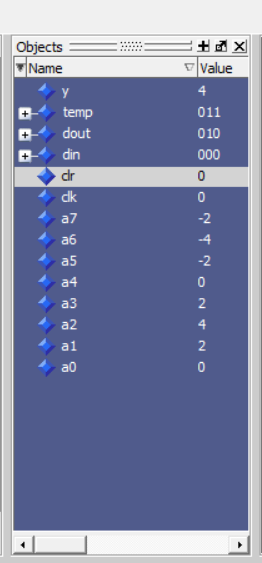 Objects
Name Value
y 4
temp 011
dout 010
din 000
clr 0
clk 0
a7 -2
a6 -4
a5 -2
a4 0
a3 2
a2 4
a1 2
a0 0